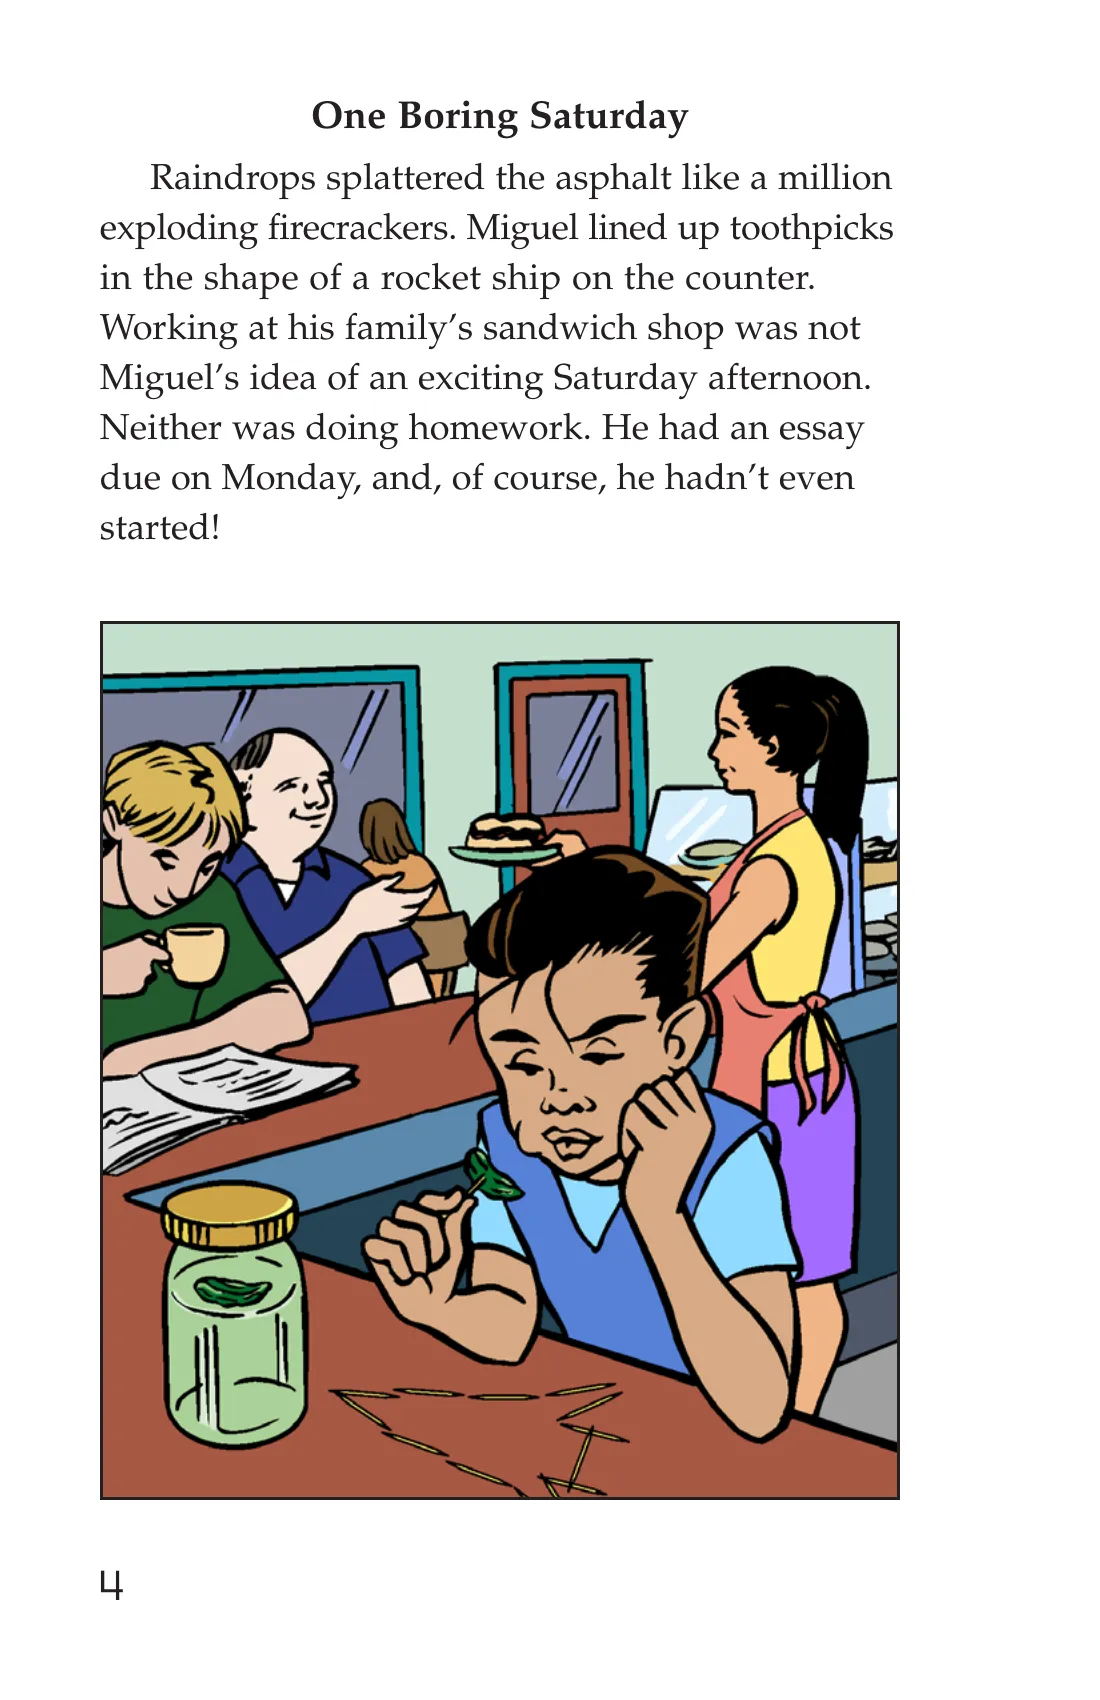 One Boring Saturday
Raindrops splattered the asphalt like a million
exploding firecrackers. Miguel lined up toothpicks
in the shape of a rocket ship on the counter.
Working at his family’s sandwich shop was not
Miguel’s idea of an exciting Saturday afternoon.
Neither was doing homework. He had an essay
due on Monday, and, of course, he hadn’t even
started!
4